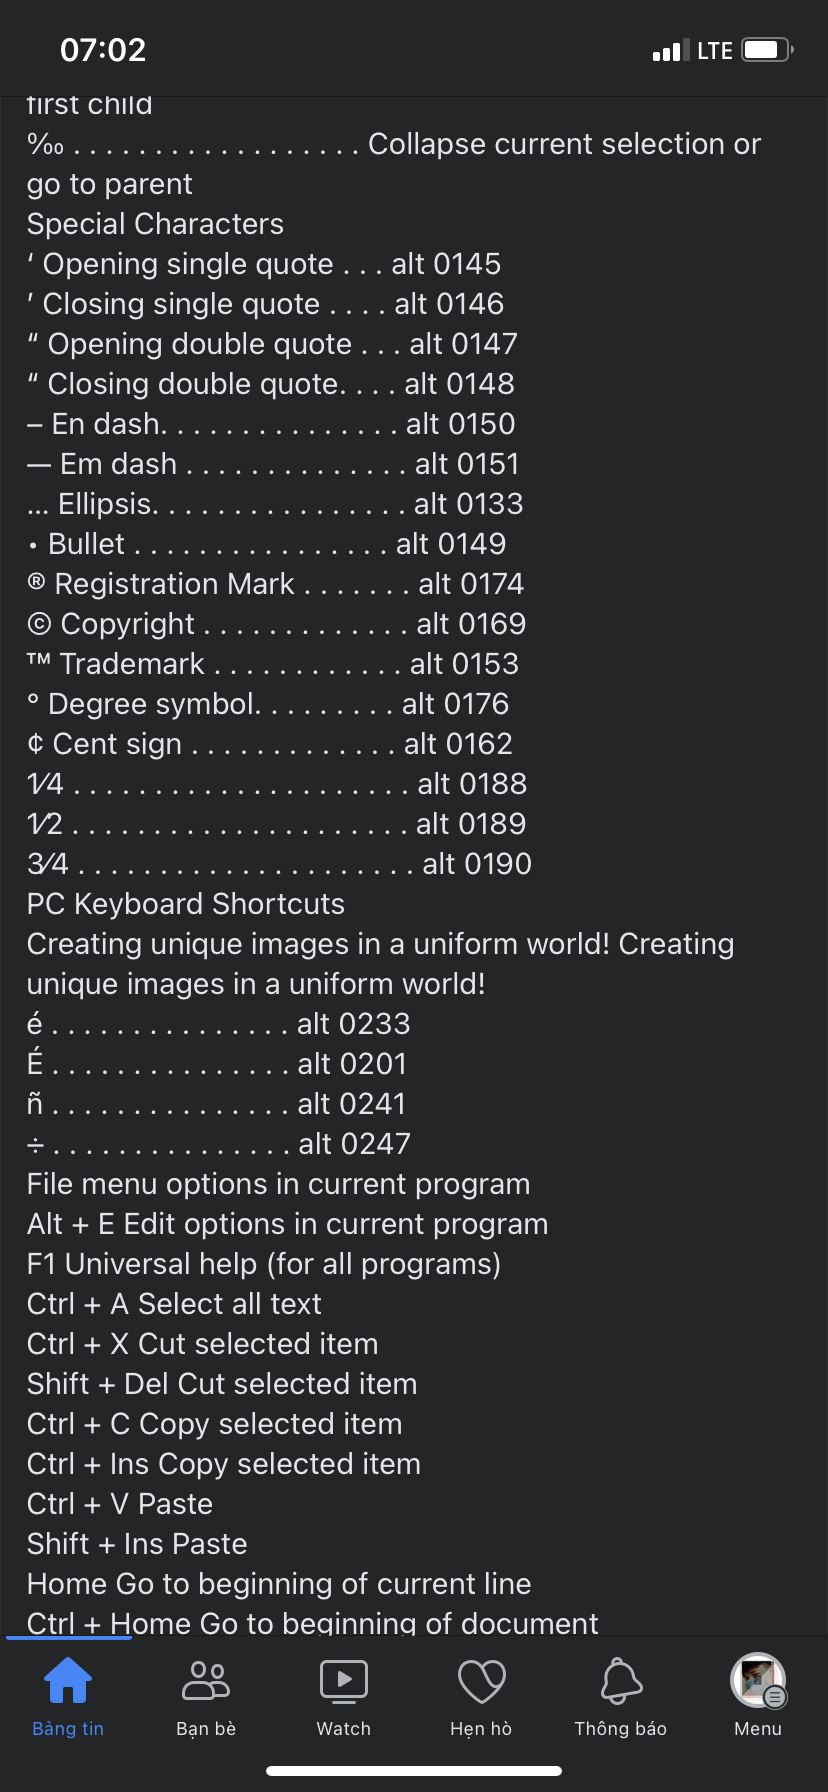 07:02
LTE
first child
‰ . . . . . . . . . . . . . . . . . . Collapse current selection or
go to parent
Special Characters
‘ Opening single quote . . . alt 0145
’ Closing single quote . . . . alt 0146
“ Opening double quote . . . alt 0147
“ Closing double quote. . . . alt 0148
– En dash. . . . . . . . . . . . . . . alt 0150
— Em dash . . . . . . . . . . . . . . alt 0151
... Ellipsis. . . . . . . . . . . . . . . . alt 0133
• Bullet . . . . . . . . . . . . . . . . alt 0149
® Registration Mark . . . . . . . alt 0174
© Copyright . . . . . . . . . . . . . alt 0169
™ Trademark . . . . . . . . . . . . alt 0153
° Degree symbol. . . . . . . . . alt 0176
¢ Cent sign . . . . . . . . . . . . . alt 0162
1⁄4 . . . . . . . . . . . . . . . . . . . . . alt 0188
1⁄2 . . . . . . . . . . . . . . . . . . . . . alt 0189
3⁄4 . . . . . . . . . . . . . . . . . . . . . alt 0190
PC Keyboard Shortcuts
Creating unique images in a uniform world! Creating
unique images in a uniform world!
é . . . . . . . . . . . . . . . alt 0233
É . . . . . . . . . . . . . . . alt 0201
ñ . . . . . . . . . . . . . . . alt 0241
÷ . . . . . . . . . . . . . . . alt 0247
File menu options in current program
Alt + E Edit options in current program
F1 Universal help (for all programs)
Ctrl + A Select all text
Ctrl + X Cut selected item
Shift + Del Cut selected item
Ctrl + C Copy selected item
Ctrl + Ins Copy selected item
Ctrl + V Paste
Shift + Ins Paste
Home Go to beginning of current line
Ctrl + Home Go to beginning of document
Bảng tin
Bạn bè
Watch
Hẹn hò
Thông báo
Menu